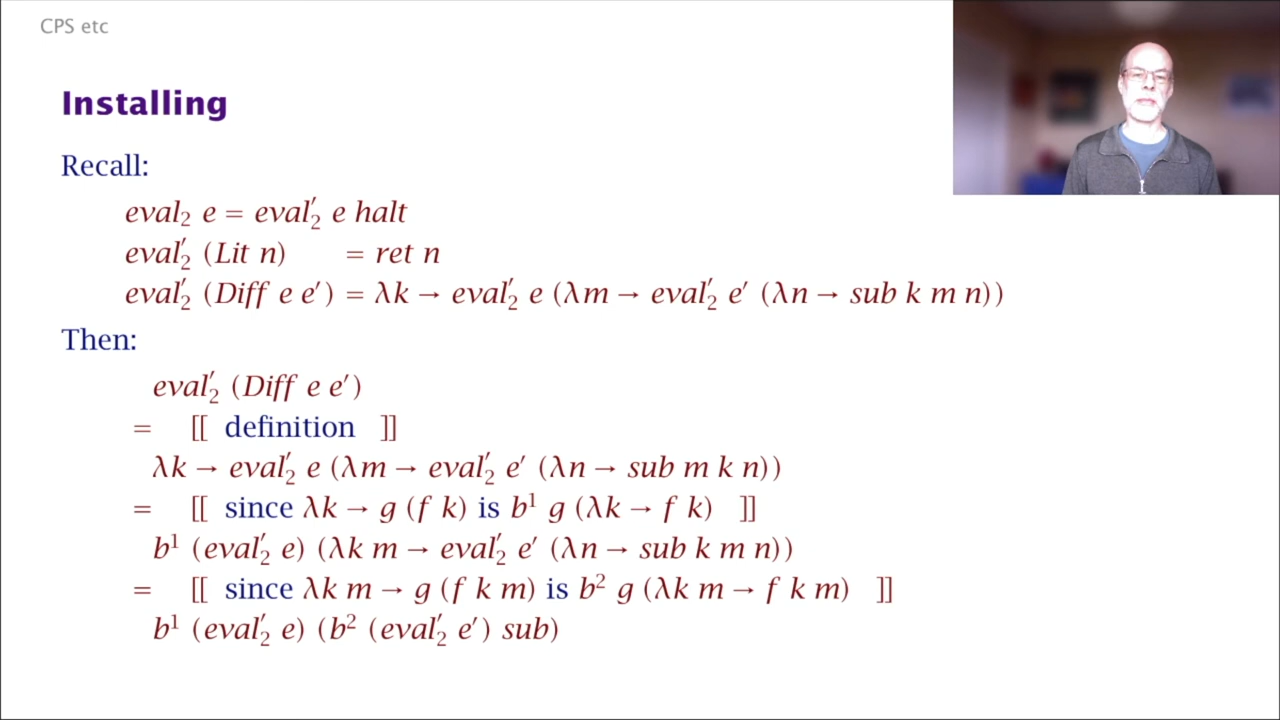 CPS etc
Installing
Recall:
eval₂ e = eval′₂ e halt
eval′₂ (Lit n) = ret n
eval′₂ (Diff e e′) = λk → eval′₂ e (λm → eval′₂ e′ (λn → sub k m n))
Then:
eval′₂ (Diff e e′)
= [[ definition ]]
λk → eval′₂ e (λm → eval′₂ e′ (λn → sub m k n))
= [[ since λk → g (f k) is b¹ g (λk → f k) ]]
b¹ (eval′₂ e) (λk m → eval′₂ e′ (λn → sub k m n))
= [[ since λk m → g (f k m) is b² g (λk m → f k m) ]]
b¹ (eval′₂ e) (b² (eval′₂ e′) sub)